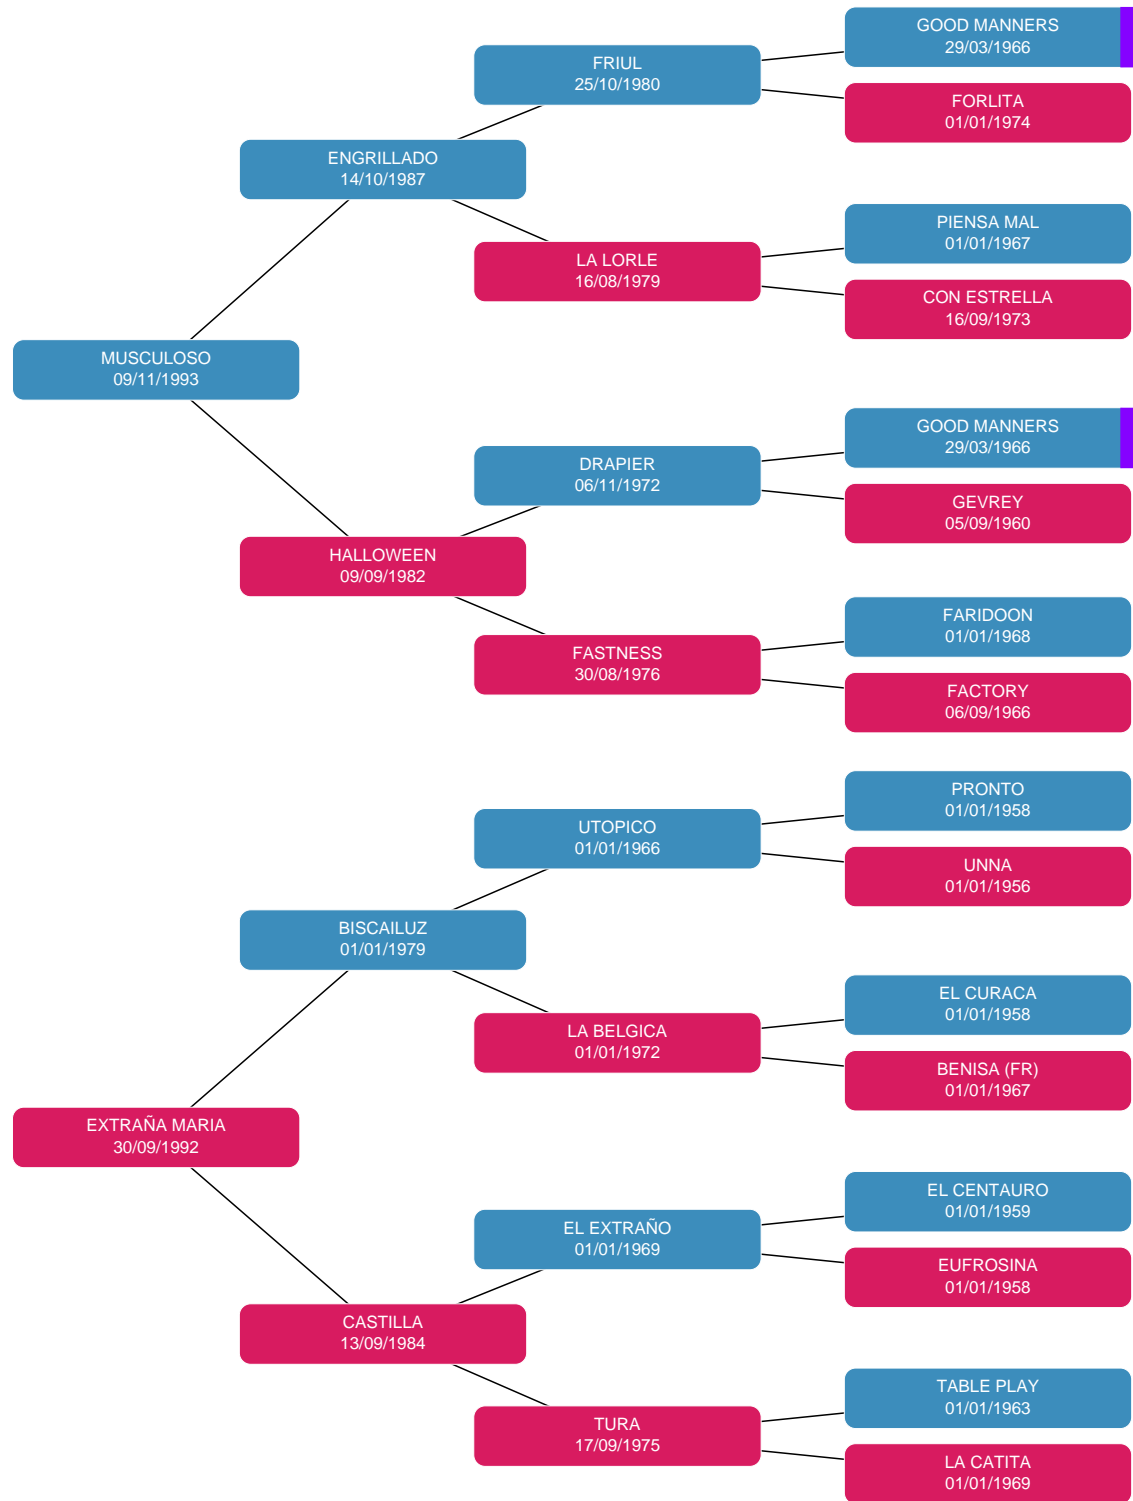 GOOD MANNERS
29/03/1966
FRIUL
25/10/1980
FORLITA
01/01/1974
ENGRILLADO
14/10/1987
PIENSA MAL
01/01/1967
LA LORLE
16/08/1979
CON ESTRELLA
16/09/1973
MUSCULOSO
09/11/1993
GOOD MANNERS
29/03/1966
DRAPIER
06/11/1972
GEVREY
05/09/1960
HALLOWEEN
09/09/1982
FARIDOON
01/01/1968
FASTNESS
30/08/1976
FACTORY
06/09/1966
PRONTO
01/01/1958
UTOPICO
01/01/1966
UNNA
01/01/1956
BISCAILUZ
01/01/1979
EL CURACA
01/01/1958
LA BELGICA
01/01/1972
BENISA (FR)
01/01/1967
EXTRAÑA MARIA
30/09/1992
EL CENTAURO
01/01/1959
EL EXTRAÑO
01/01/1969
EUFROSINA
01/01/1958
CASTILLA
13/09/1984
TABLE PLAY
01/01/1963
TURA
17/09/1975
LA CATITA
01/01/1969